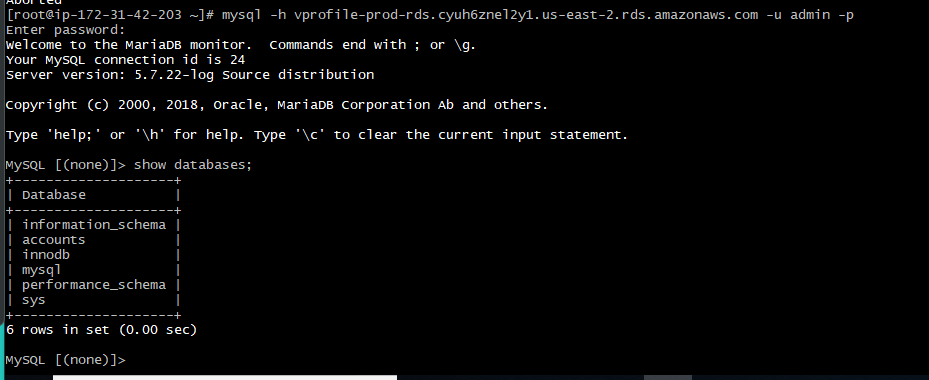 Aborted
[root@ip-172-31-42-203 ~]# mysql -h vprofile-prod-rds.cyuh6znel2y1.us-east-2.rds.amazonaws.com -u admin -p
Enter password:
Welcome to the MariaDB monitor.  Commands end with ; or \g.
Your MySQL connection id is 24
Server version: 5.7.22-log Source distribution
Copyright (c) 2000, 2018, Oracle, MariaDB Corporation Ab and others.
Type 'help;' or '\h' for help. Type '\c' to clear the current input statement.
MySQL [(none)]> show databases;
+--------------------+
| Database           |
+--------------------+
| information_schema |
| accounts           |
| innodb             |
| mysql              |
| performance_schema |
| sys                |
+--------------------+
6 rows in set (0.00 sec)
MySQL [(none)]>